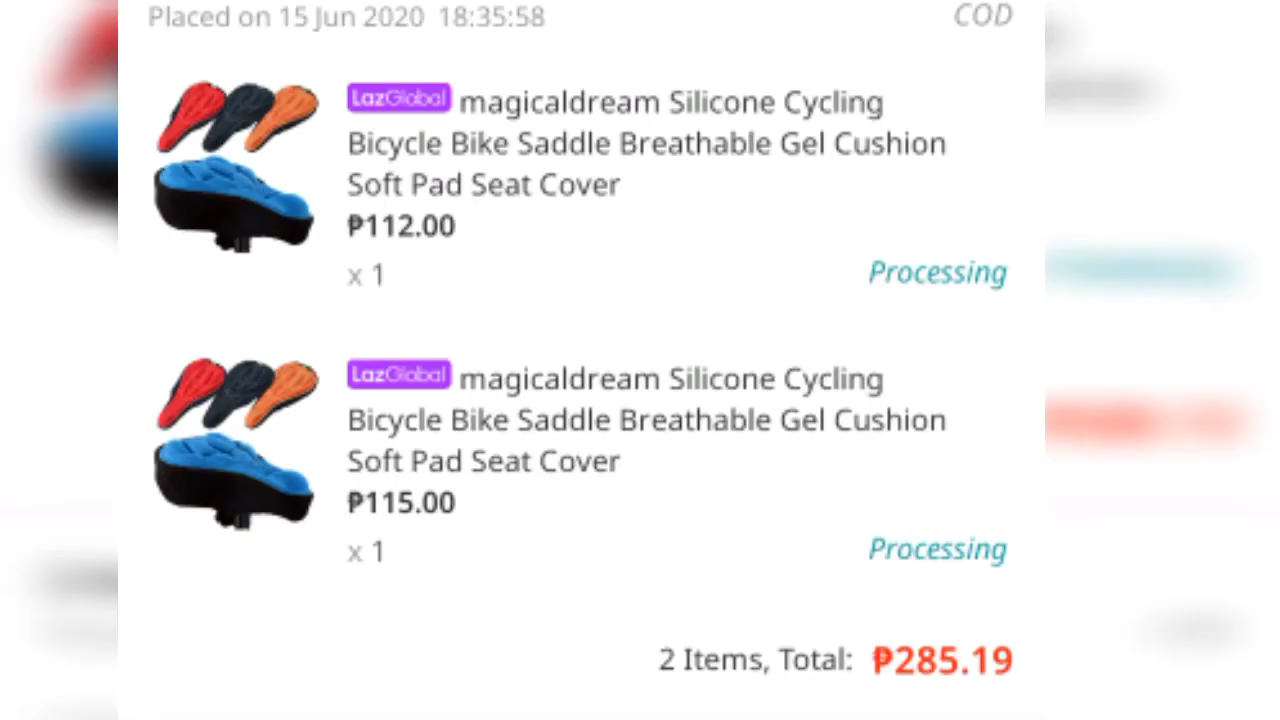 Placed on 15 Jun 2020 18:35:58 COD
LazGlobal magicaldream Silicone Cycling
Bicycle Bike Saddle Breathable Gel Cushion
Soft Pad Seat Cover
₱112.00
x 1 Processing
LazGlobal magicaldream Silicone Cycling
Bicycle Bike Saddle Breathable Gel Cushion
Soft Pad Seat Cover
₱115.00
x 1 Processing
2 Items, Total: ₱285.19